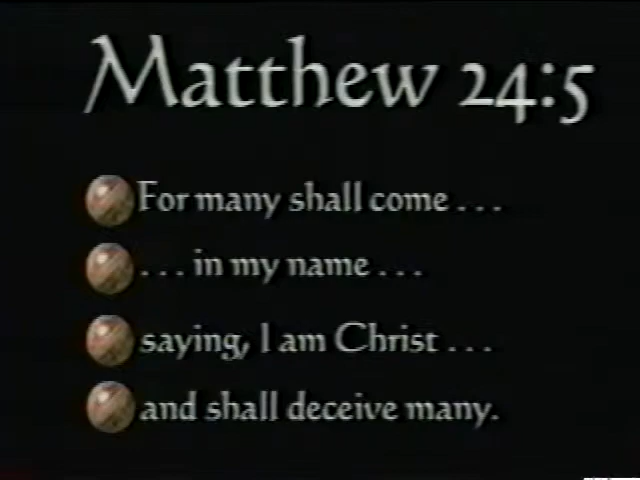 Matthew 24:5
For many shall come . . .
. . . in my name . . .
saying, I am Christ . . .
and shall deceive many.